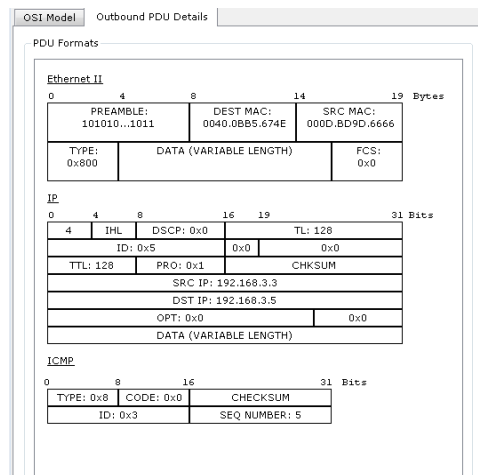 OSI Model Outbound PDU Details
PDU Formats
Ethernet II
0 4 8 14 19 Bytes
PREAMBLE: DEST MAC: SRC MAC:
101010...1011 0040.0BB5.674E 000D.BD9D.6666
TYPE: DATA (VARIABLE LENGTH) FCS:
0x800 0x0
IP
0 4 8 16 19 31 Bits
4 IHL DSCP: 0x0 TL: 128
ID: 0x5 0x0 0x0
TTL: 128 PRO: 0x1 CHKSUM
SRC IP: 192.168.3.3
DST IP: 192.168.3.5
OPT: 0x0 0x0
DATA (VARIABLE LENGTH)
ICMP
0 8 16 31 Bits
TYPE: 0x8 CODE: 0x0 CHECKSUM
ID: 0x3 SEQ NUMBER: 5